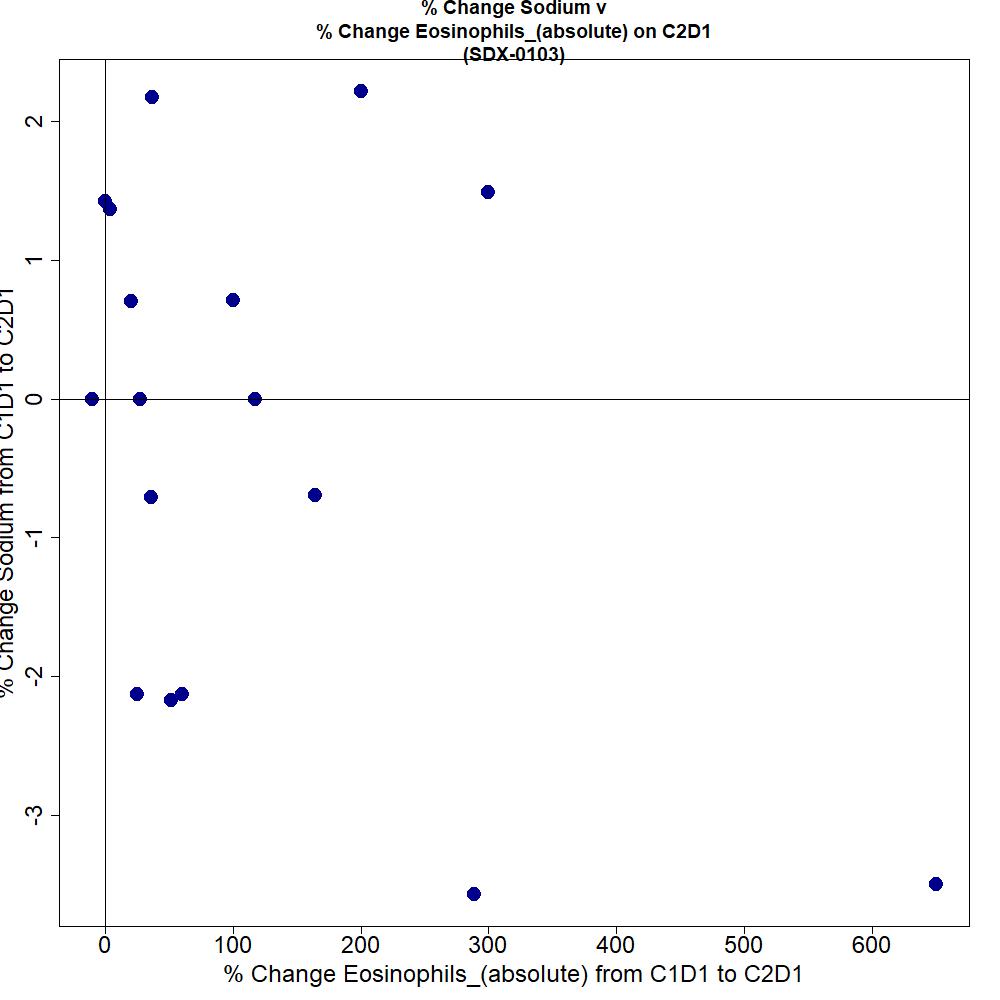 % Change Sodium v
% Change Eosinophils_(absolute) on C2D1
(SDX-0103)
% Change Sodium from C1D1 to C2D1
2
1
0
-1
-2
-3
0 100 200 300 400 500 600
% Change Eosinophils_(absolute) from C1D1 to C2D1